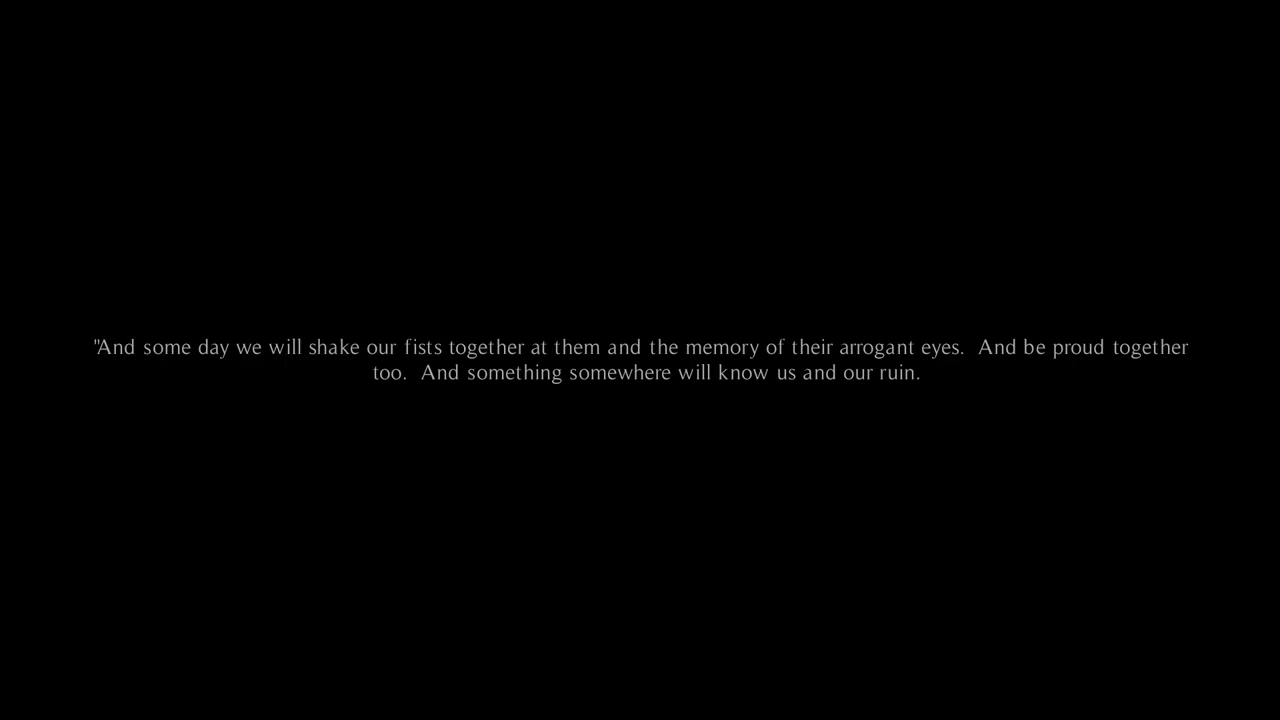 "And some day we will shake our fists together at them and the memory of their arrogant eyes.  And be proud together
too.  And something somewhere will know us and our ruin.